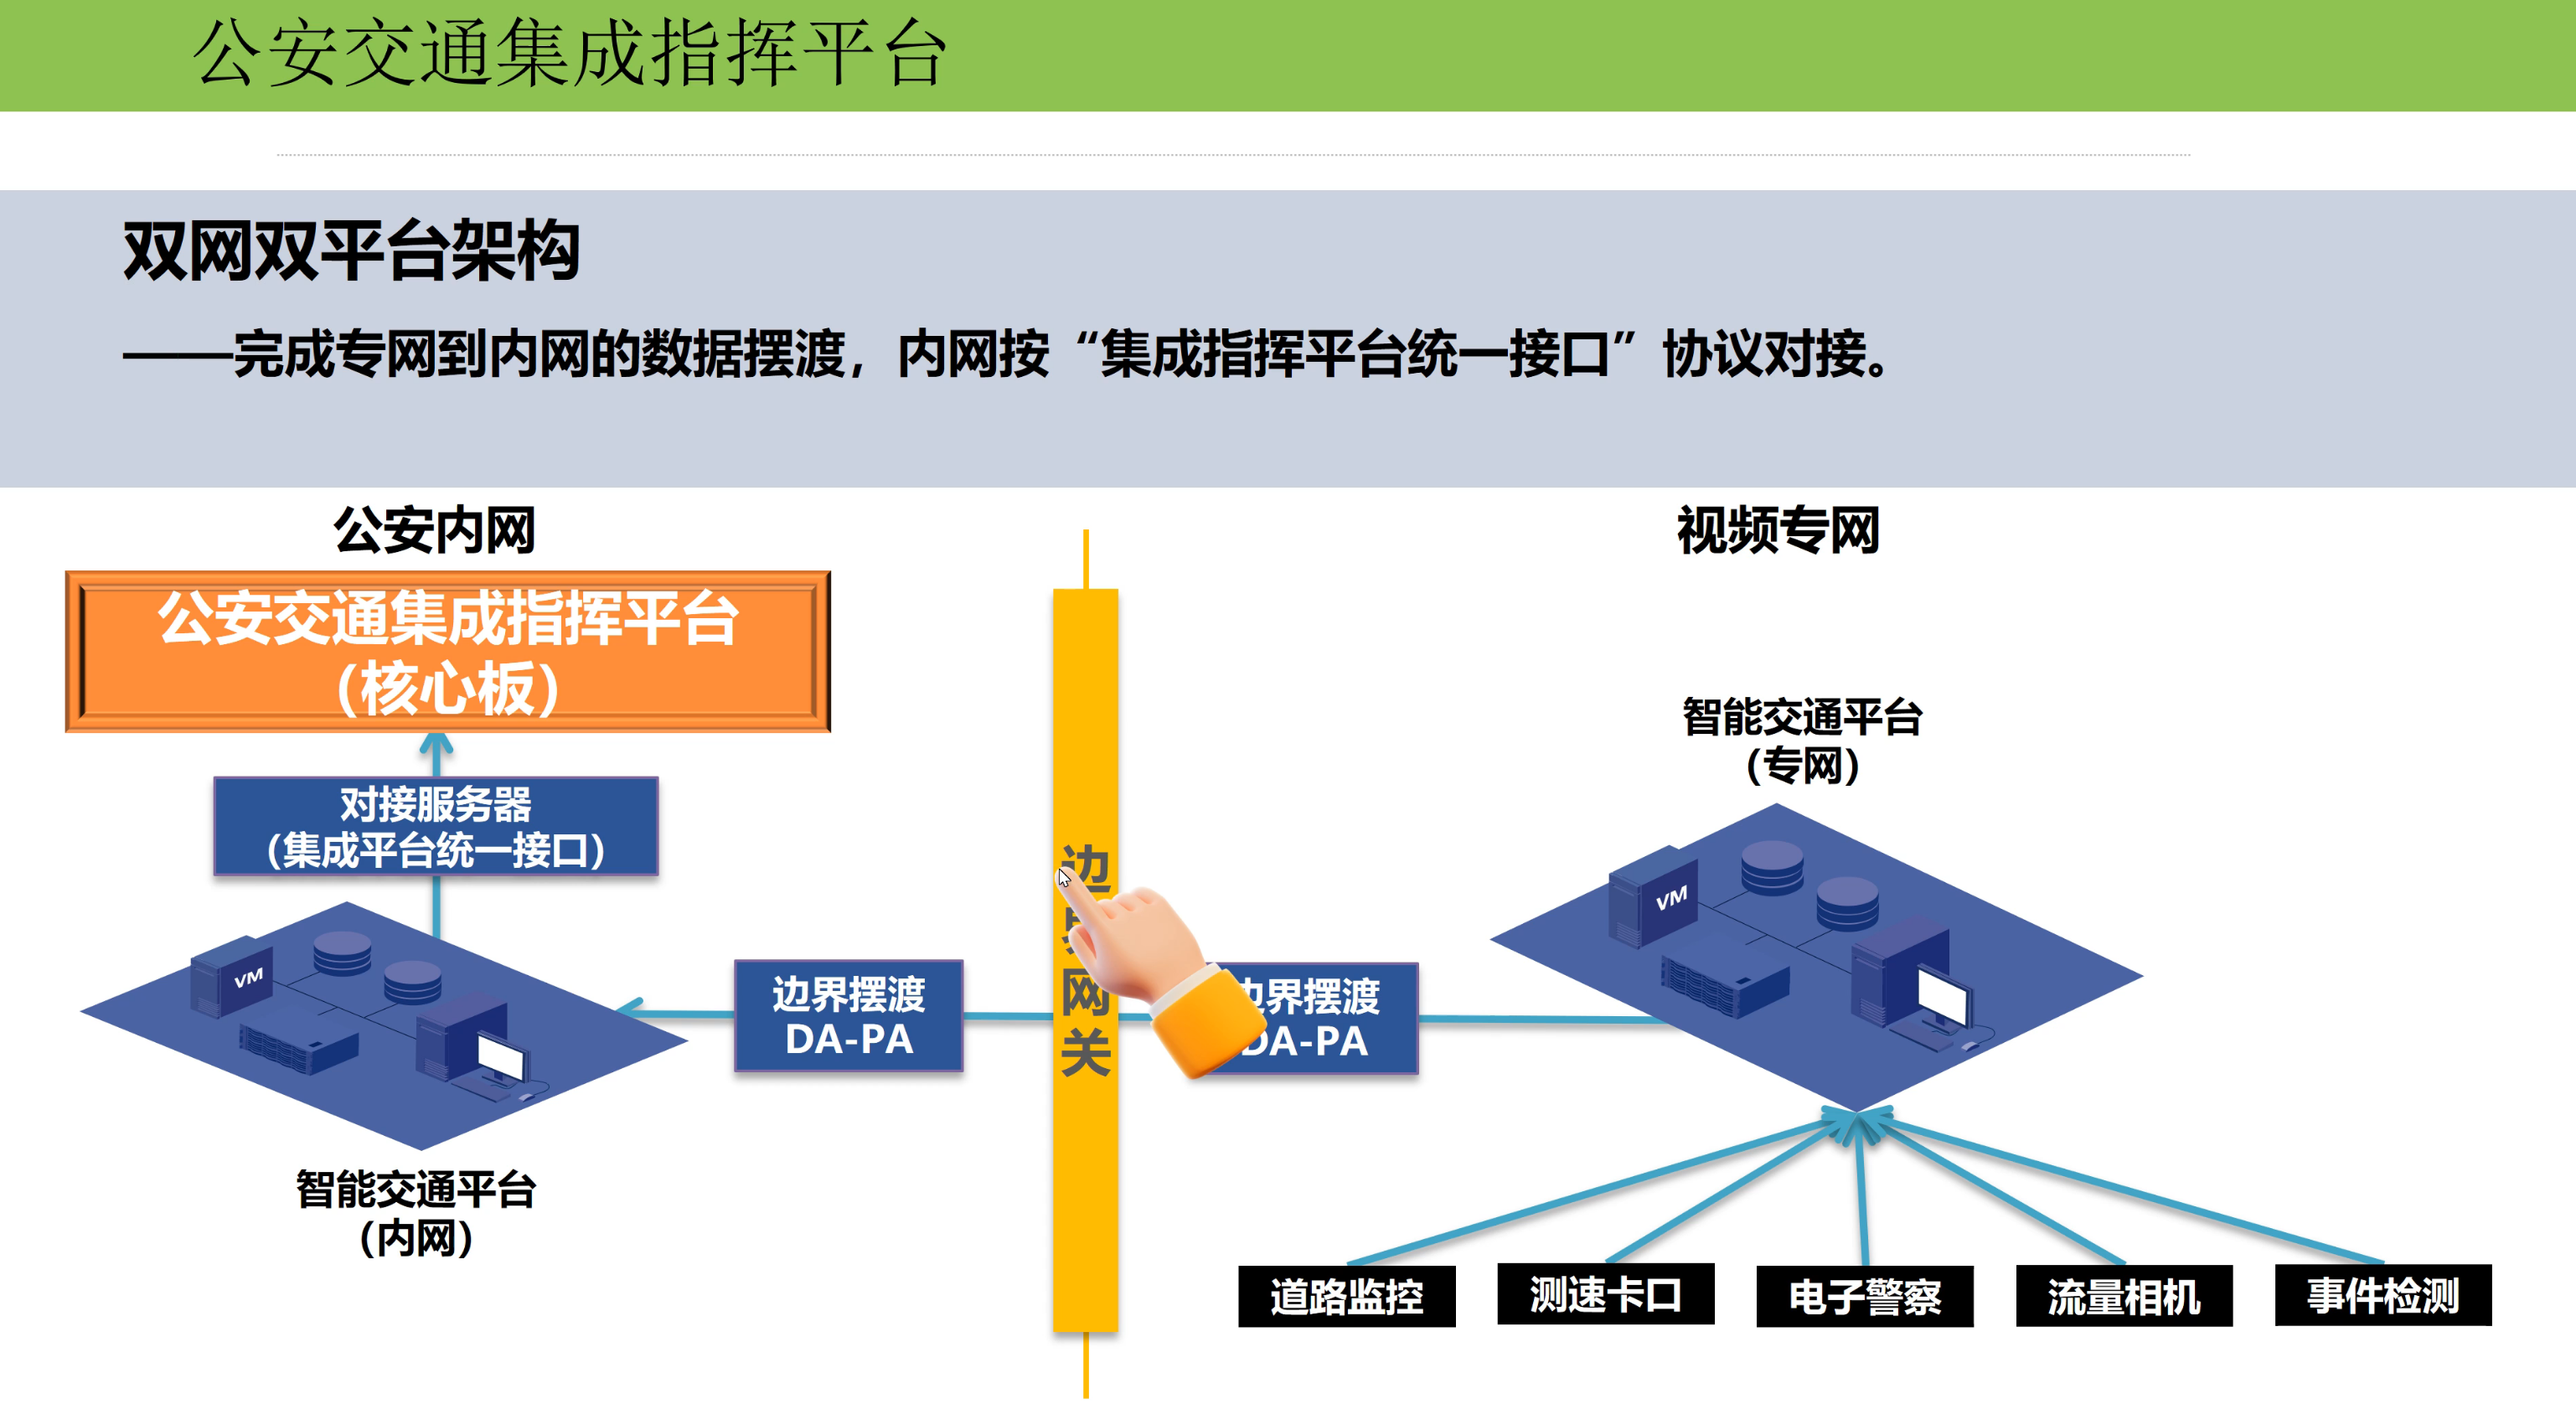 公安交通集成指挥平台
双网双平台架构
——完成专网到内网的数据摆渡，内网按“集成指挥平台统一接口”协议对接。
公安内网
公安交通集成指挥平台
(核心板)
对接服务器
（集成平台统一接口）
VM
智能交通平台
（内网）
边界摆渡
DA-PA
边界网关
边界摆渡
DA-PA
视频专网
智能交通平台
（专网）
VM
道路监控
测速卡口
电子警察
流量相机
事件检测